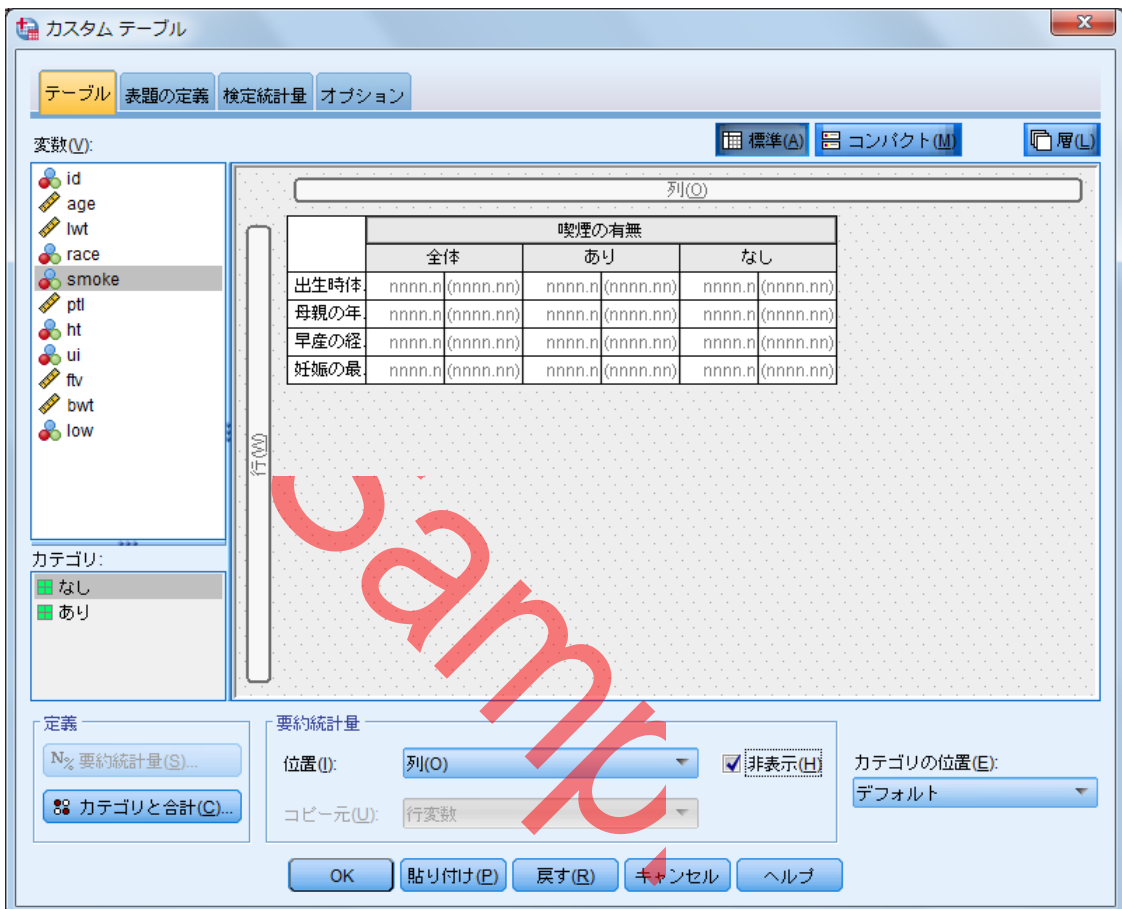 カスタム テーブル
テーブル 表題の定義 検定統計量 オプション
変数(V):
標準(A) コンパクト(M) 層(L)
id
age
lwt
race
smoke
ptl
ht
ui
ftv
bwt
low
カテゴリ:
なし
あり
列(O)
行(W)
喫煙の有無
全体 あり なし
出生時体. nnnn.n (nnnn.nn) nnnn.n (nnnn.nn) nnnn.n (nnnn.nn)
母親の年. nnnn.n (nnnn.nn) nnnn.n (nnnn.nn) nnnn.n (nnnn.nn)
早産の経. nnnn.n (nnnn.nn) nnnn.n (nnnn.nn) nnnn.n (nnnn.nn)
妊娠の最. nnnn.n (nnnn.nn) nnnn.n (nnnn.nn) nnnn.n (nnnn.nn)
定義
N% 要約統計量(S)...
カテゴリと合計(C)...
要約統計量
位置(I): 列(O) 非表示(H)
コピー元(U): 行変数
カテゴリの位置(E):
デフォルト
OK 貼り付け(P) 戻す(R) キャンセル ヘルプ